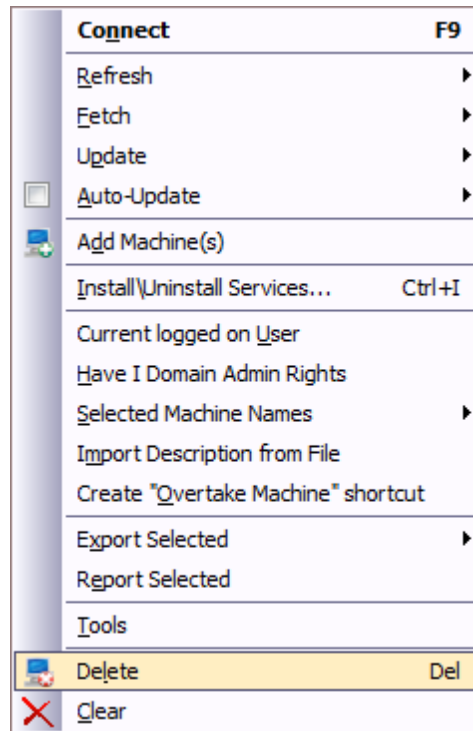 Connect F9
Refresh
Fetch
Update
Auto-Update
Add Machine(s)
Install\Uninstall Services... Ctrl+I
Current logged on User
Have I Domain Admin Rights
Selected Machine Names
Import Description from File
Create "Overtake Machine" shortcut
Export Selected
Report Selected
Tools
Delete Del
Clear